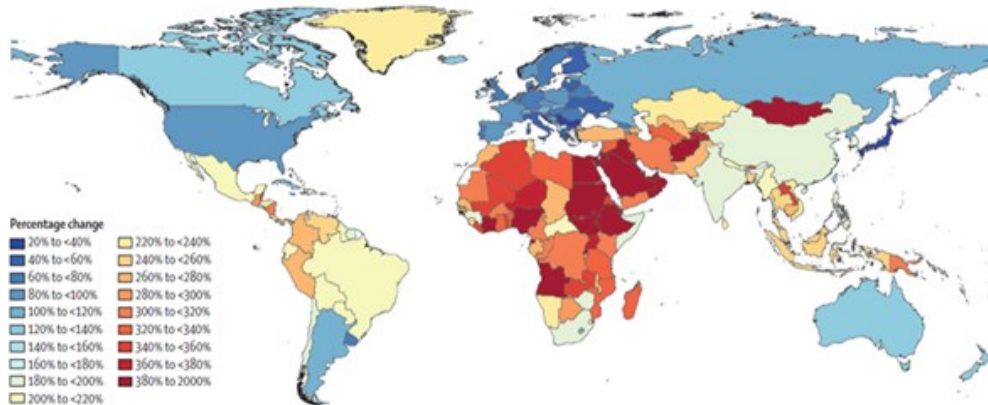 Percentage change
20% to <40%
40% to <60%
60% to <80%
80% to <100%
100% to <120%
120% to <140%
140% to <160%
160% to <180%
180% to <200%
200% to <220%
220% to <240%
240% to <260%
260% to <280%
280% to <300%
300% to <320%
320% to <340%
340% to <360%
360% to <380%
380% to 2000%